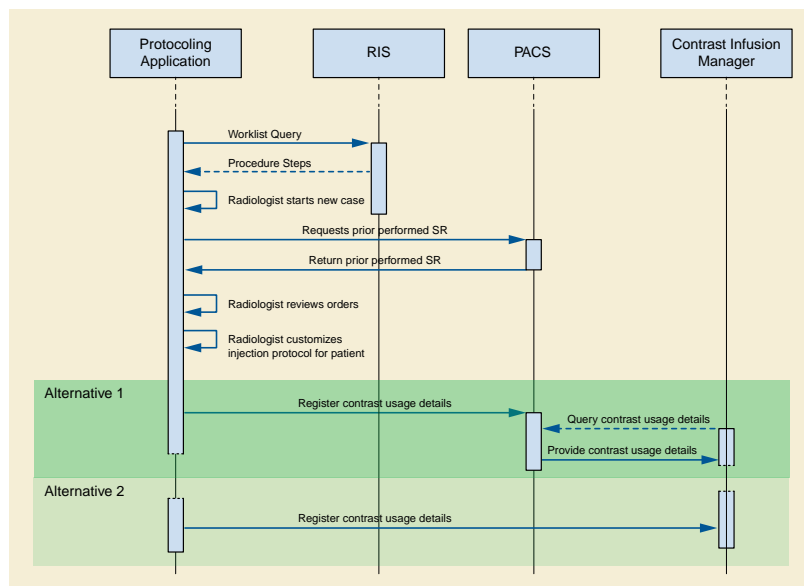 Protocoling
Application
RIS
PACS
Contrast Infusion
Manager
Worklist Query
Procedure Steps
Radiologist starts new case
Requests prior performed SR
Return prior performed SR
Radiologist reviews orders
Radiologist customizes
injection protocol for patient
Alternative 1
Register contrast usage details
Query contrast usage details
Provide contrast usage details
Alternative 2
Register contrast usage details